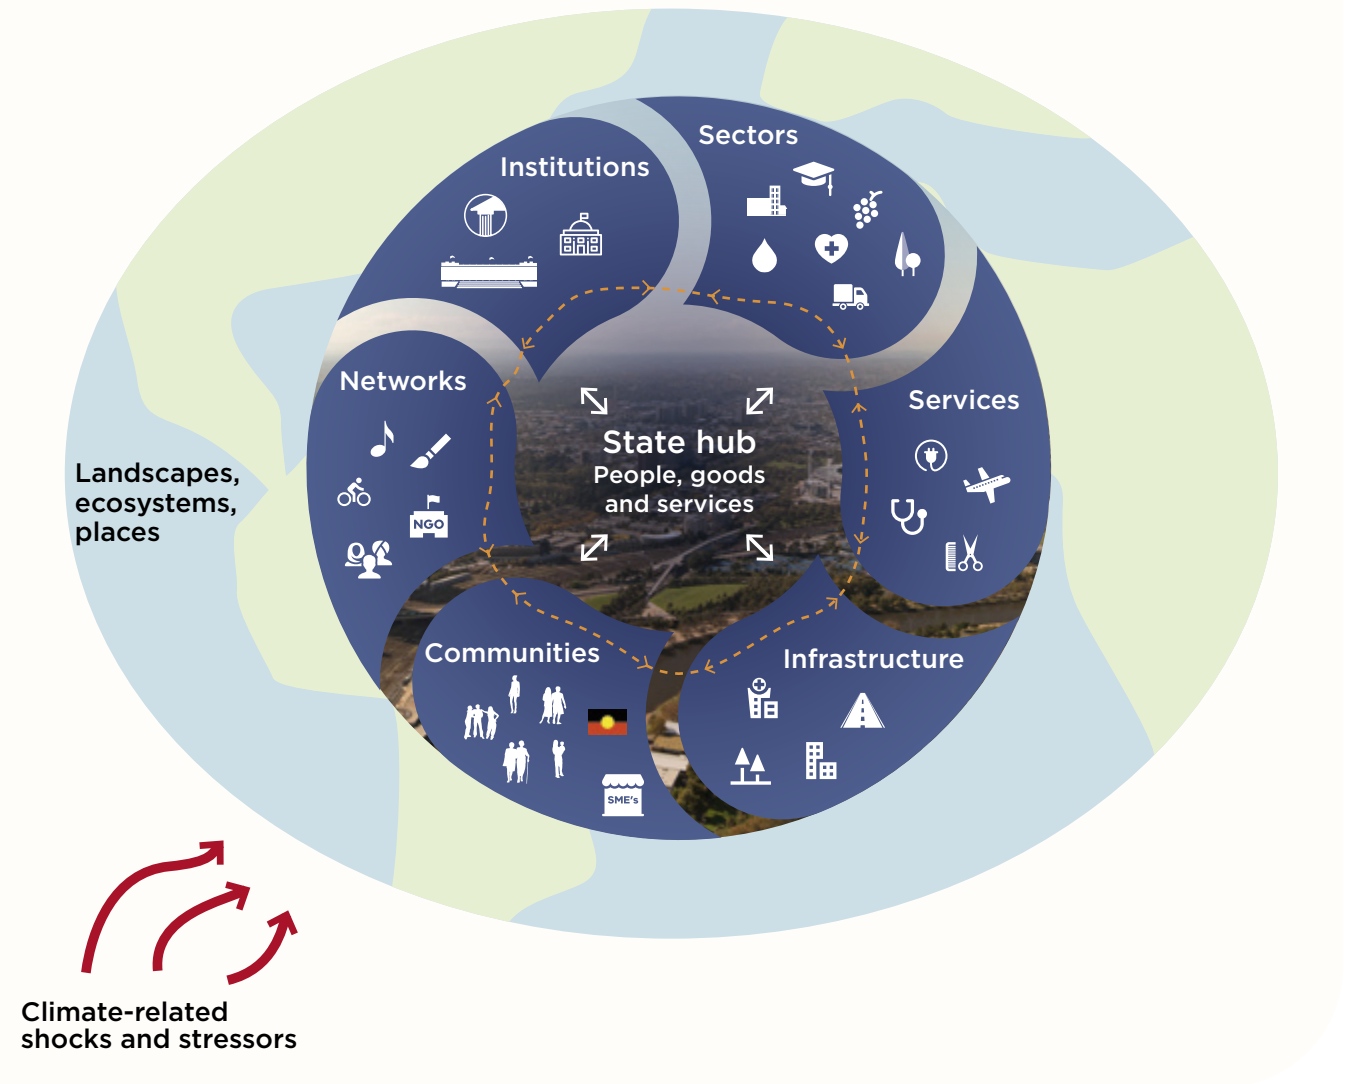 Sectors
Institutions
Networks
Services
State hub
People, goods
and services
Landscapes,
ecosystems,
places
NGO
Communities
Infrastructure
SME's
Climate-related
shocks and stressors